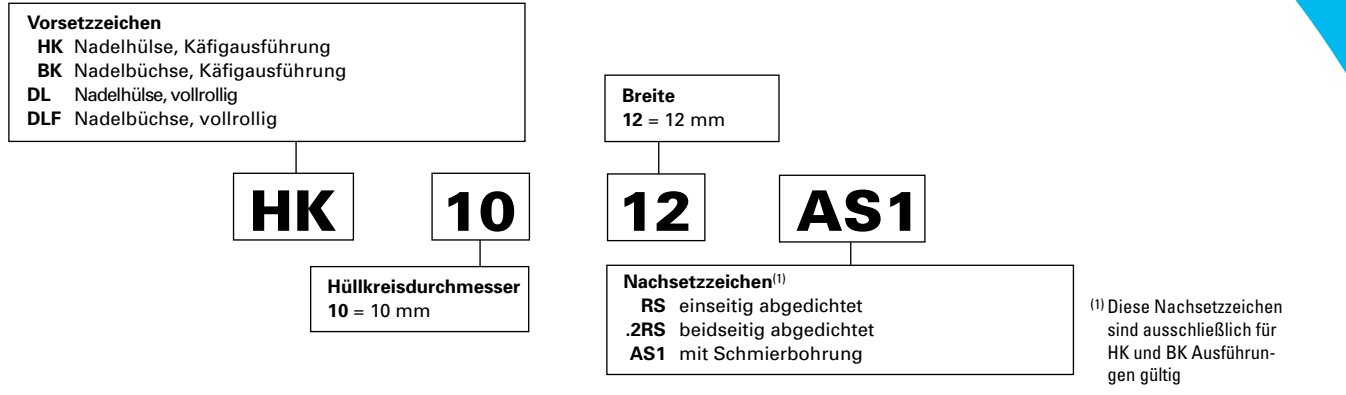 Vorsetzzeichen
HK Nadelhülse, Käfigausführung
BK Nadelbüchse, Käfigausführung
DL Nadelhülse, vollrollig
DLF Nadelbüchse, vollrollig
Breite
12 = 12 mm
HK 10 12 AS1
Hüllkreisdurchmesser
10 = 10 mm
Nachsetzzeichen(1)
RS einseitig abgedichtet
.2RS beidseitig abgedichtet
AS1 mit Schmierbohrung
(1) Diese Nachsetzzeichen
sind ausschließlich für
HK und BK Ausführun-
gen gültig